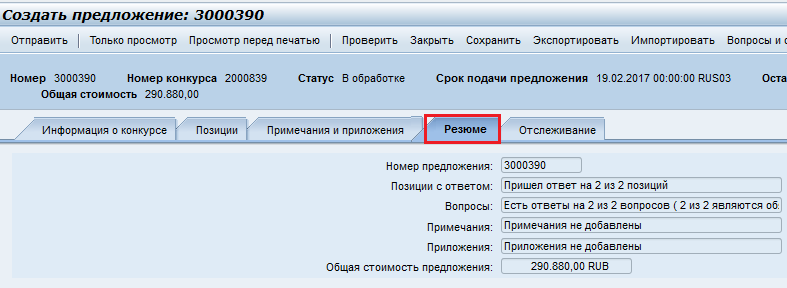 Создать предложение: 3000390
Отправить Только просмотр Просмотр перед печатью Проверить Закрыть Сохранить Экспортировать Импортировать Вопросы и о
Номер 3000390 Номер конкурса 2000839 Статус В обработке Срок подачи предложения 19.02.2017 00:00:00 RUS03 Оста
Общая стоимость 290.880,00
Информация о конкурсе Позиции Примечания и приложения Резюме Отслеживание
Номер предложения: 3000390
Позиции с ответом: Пришел ответ на 2 из 2 позиций
Вопросы: Есть ответы на 2 из 2 вопросов ( 2 из 2 являются об
Примечания: Примечания не добавлены
Приложения: Приложения не добавлены
Общая стоимость предложения: 290.880,00 RUB